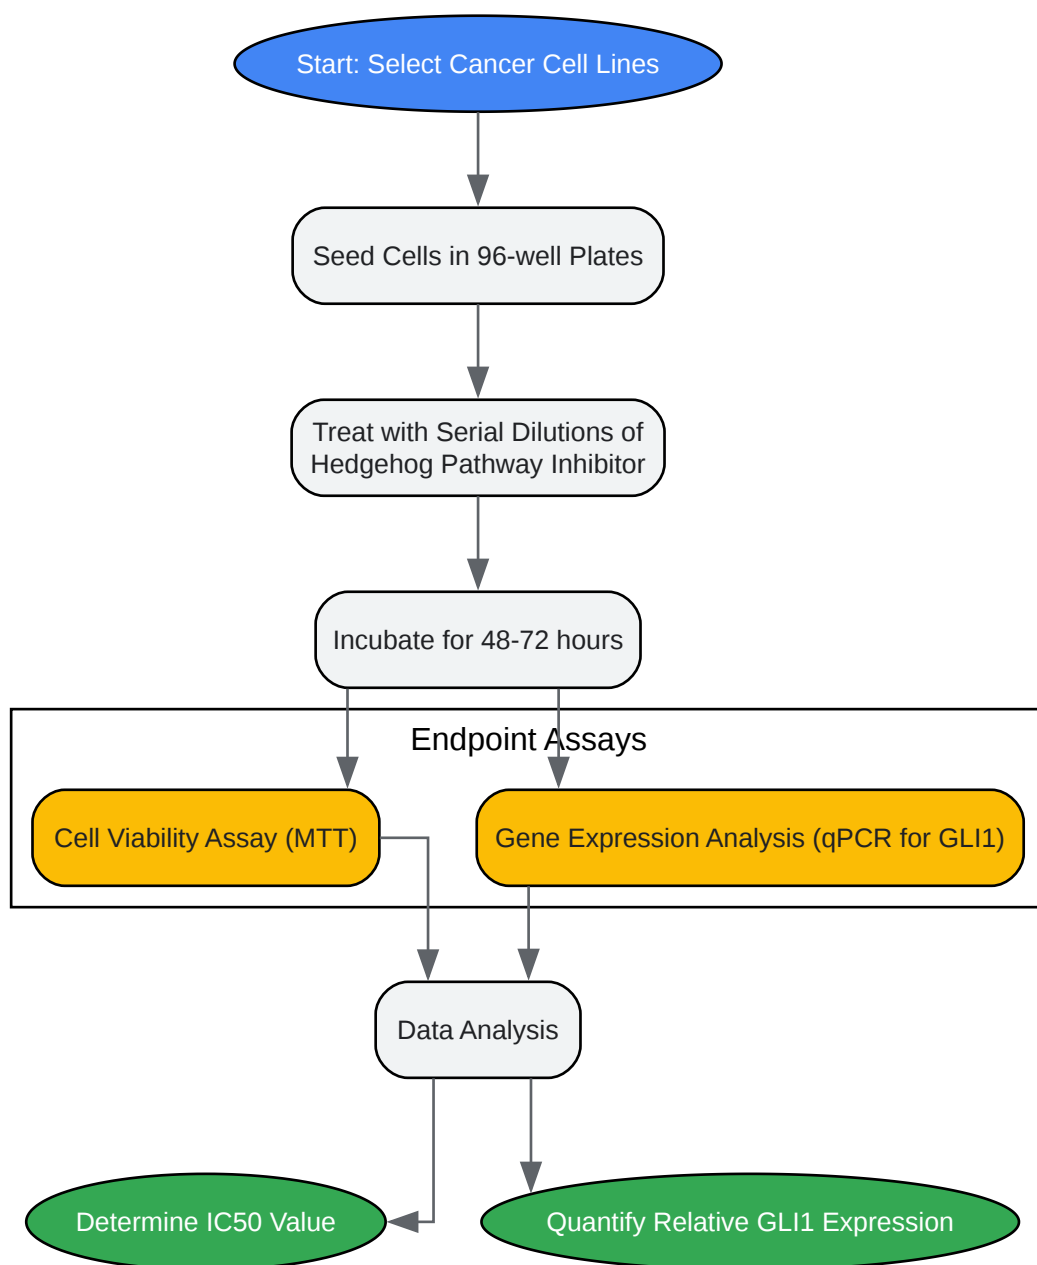 Start: Select Cancer Cell Lines
Seed Cells in 96-well Plates
Treat with Serial Dilutions of
Hedgehog Pathway Inhibitor
Incubate for 48-72 hours
Endpoint Assays
Cell Viability Assay (MTT)
Gene Expression Analysis (qPCR for GLI1)
Data Analysis
Determine IC50 Value
Quantify Relative GLI1 Expression